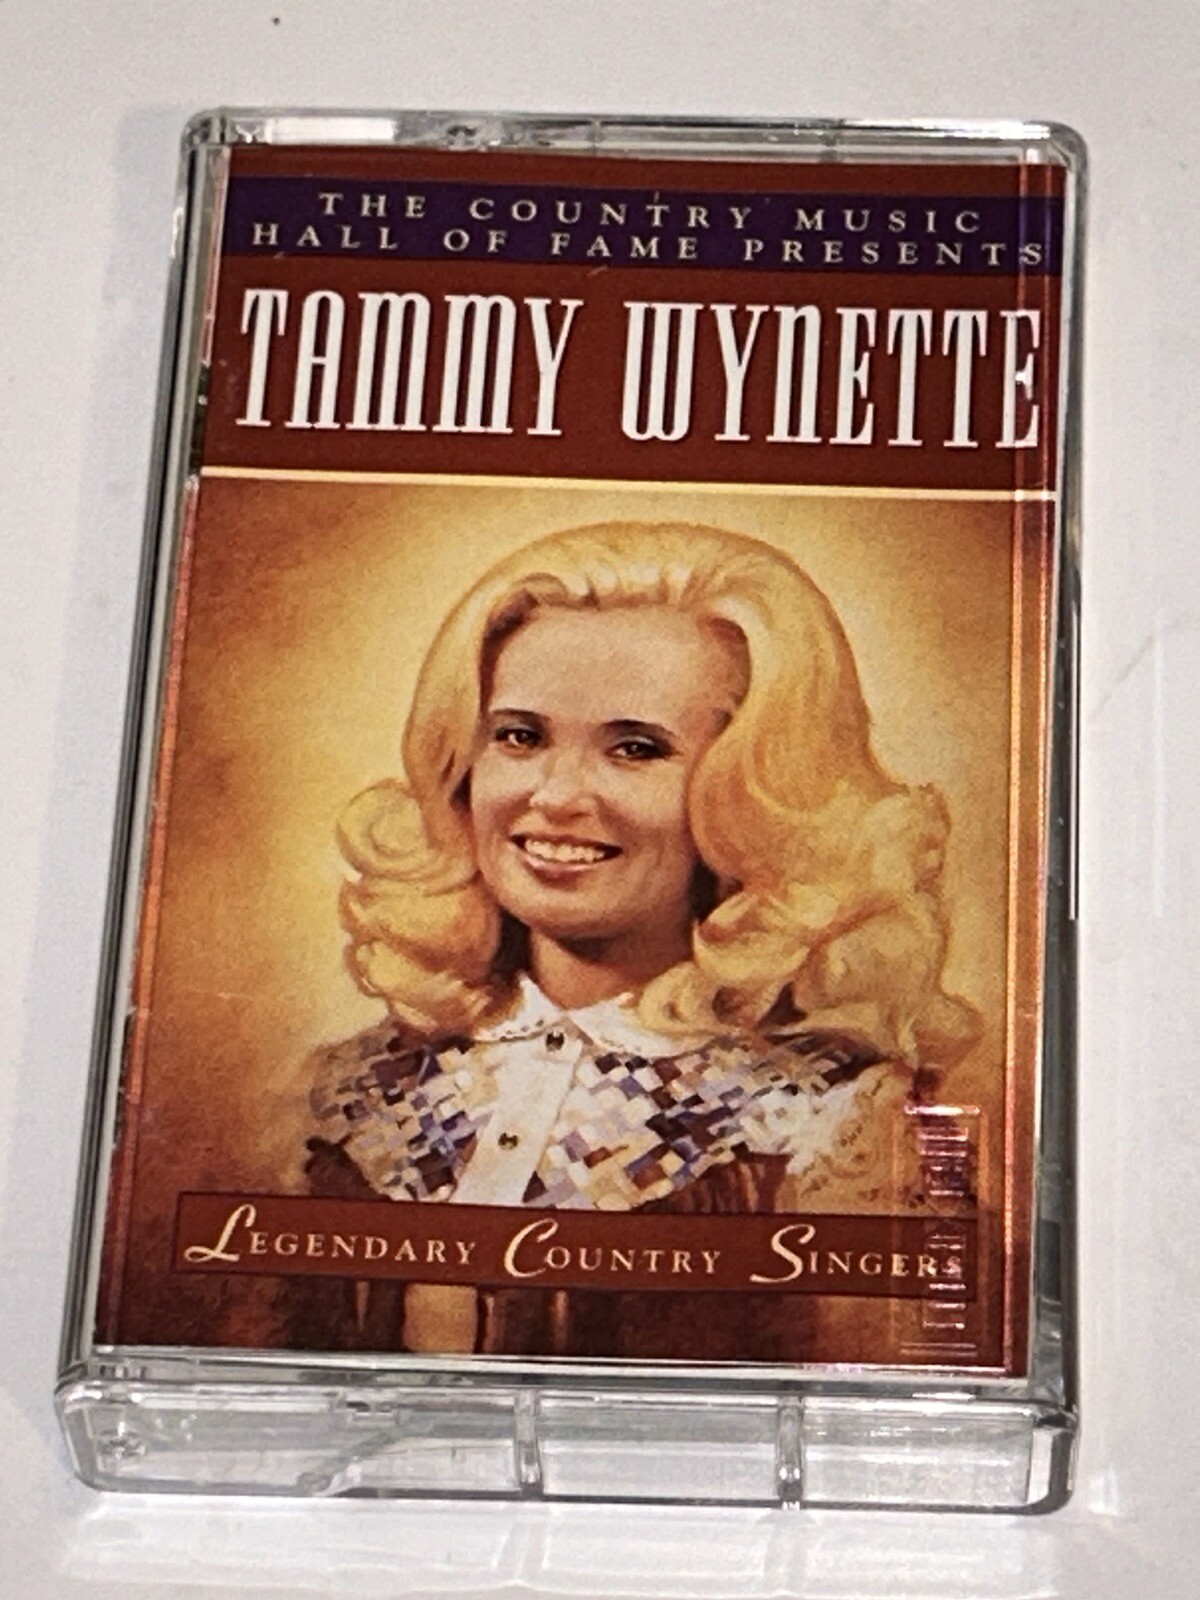 THE COUNTRY MUSIC
HALL OF FAME PRESENTS
TAMMY WYNETTE
LEGENDARY COUNTRY SINGERS